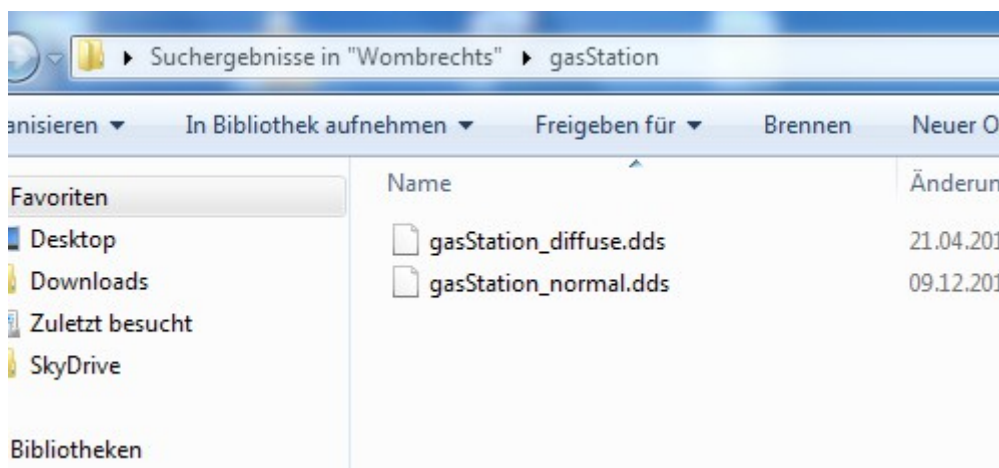 Suchergebnisse in "Wombrechts" gasStation
anisieren In Bibliothek aufnehmen Freigeben für Brennen Neuer O
Favoriten
Desktop
Downloads
Zuletzt besucht
SkyDrive
Bibliotheken
Name Änderun
gasStation_diffuse.dds 21.04.201
gasStation_normal.dds 09.12.201